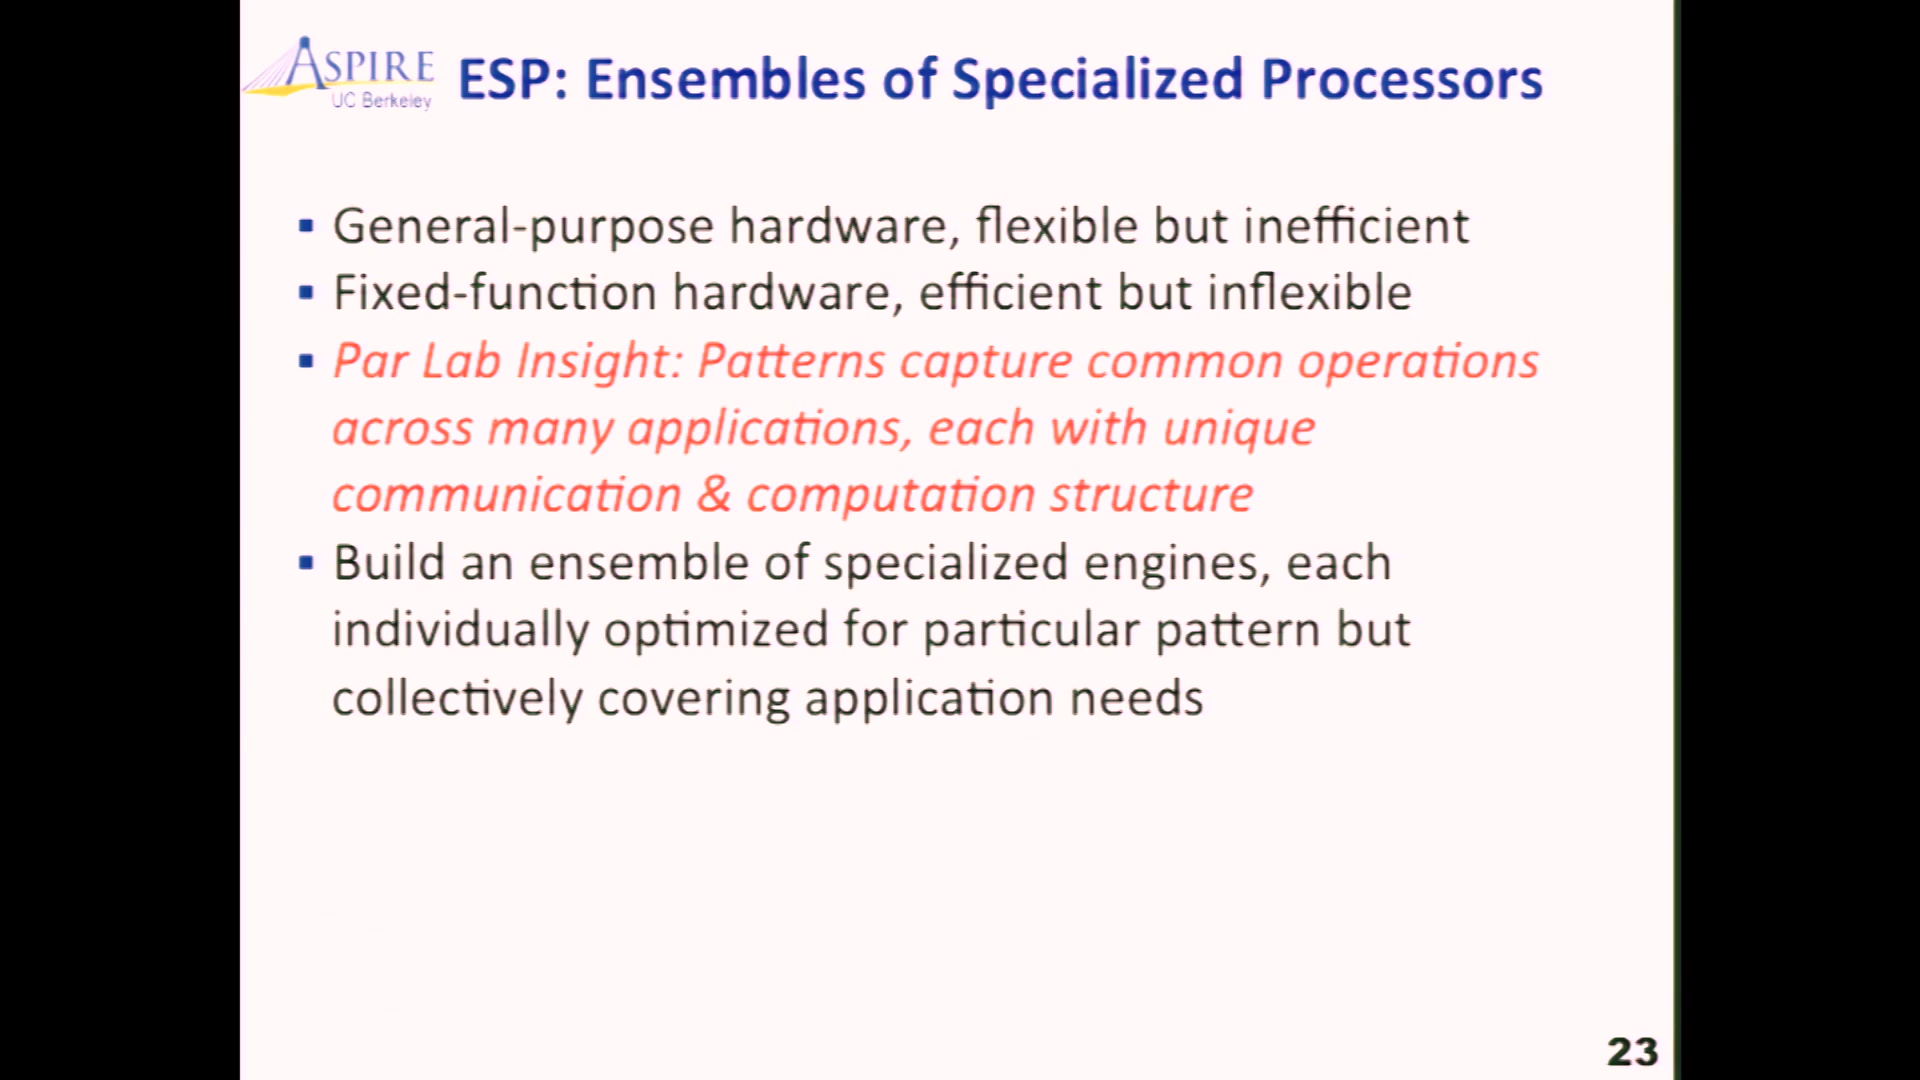 ASPIRE
UC Berkeley
ESP: Ensembles of Specialized Processors
▪ General-purpose hardware, flexible but inefficient
▪ Fixed-function hardware, efficient but inflexible
▪ Par Lab Insight: Patterns capture common operations
across many applications, each with unique
communication & computation structure
▪ Build an ensemble of specialized engines, each
individually optimized for particular pattern but
collectively covering application needs
23